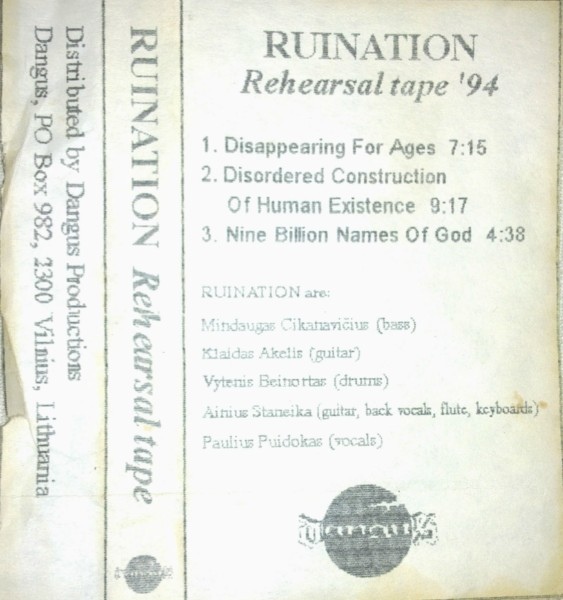 Distributed by Dangus Productions
Dangus, PO Box 982, 2300 Vilnius, Lithuania
RUINATION Rehearsal tape
RUINATION
Rehearsal tape '94
1. Disappearing For Ages 7:15
2. Disordered Construction
Of Human Existence 9:17
3. Nine Billion Names Of God 4:38
RUINATION are:
Mindaugas Cikanavičius (bass)
Klaidas Akelis (guitar)
Vytenis Beinortas (drums)
Ainius Staneika (guitar, back vocals, flute, keyboards)
Paulius Puidokas (vocals)
Dangus